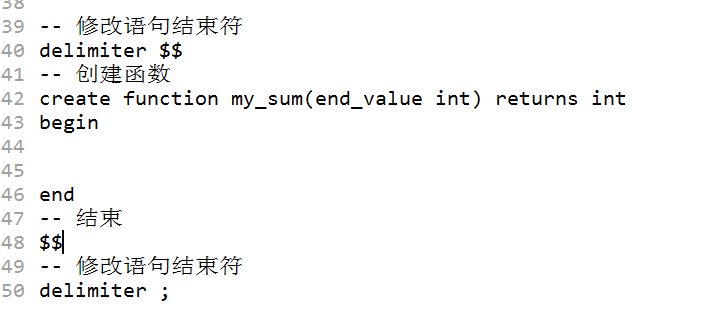 38
39 -- 修改语句结束符
40 delimiter $$
41 -- 创建函数
42 create function my_sum(end_value int) returns int
43 begin
44
45
46 end
47 -- 结束
48 $$
49 -- 修改语句结束符
50 delimiter ;